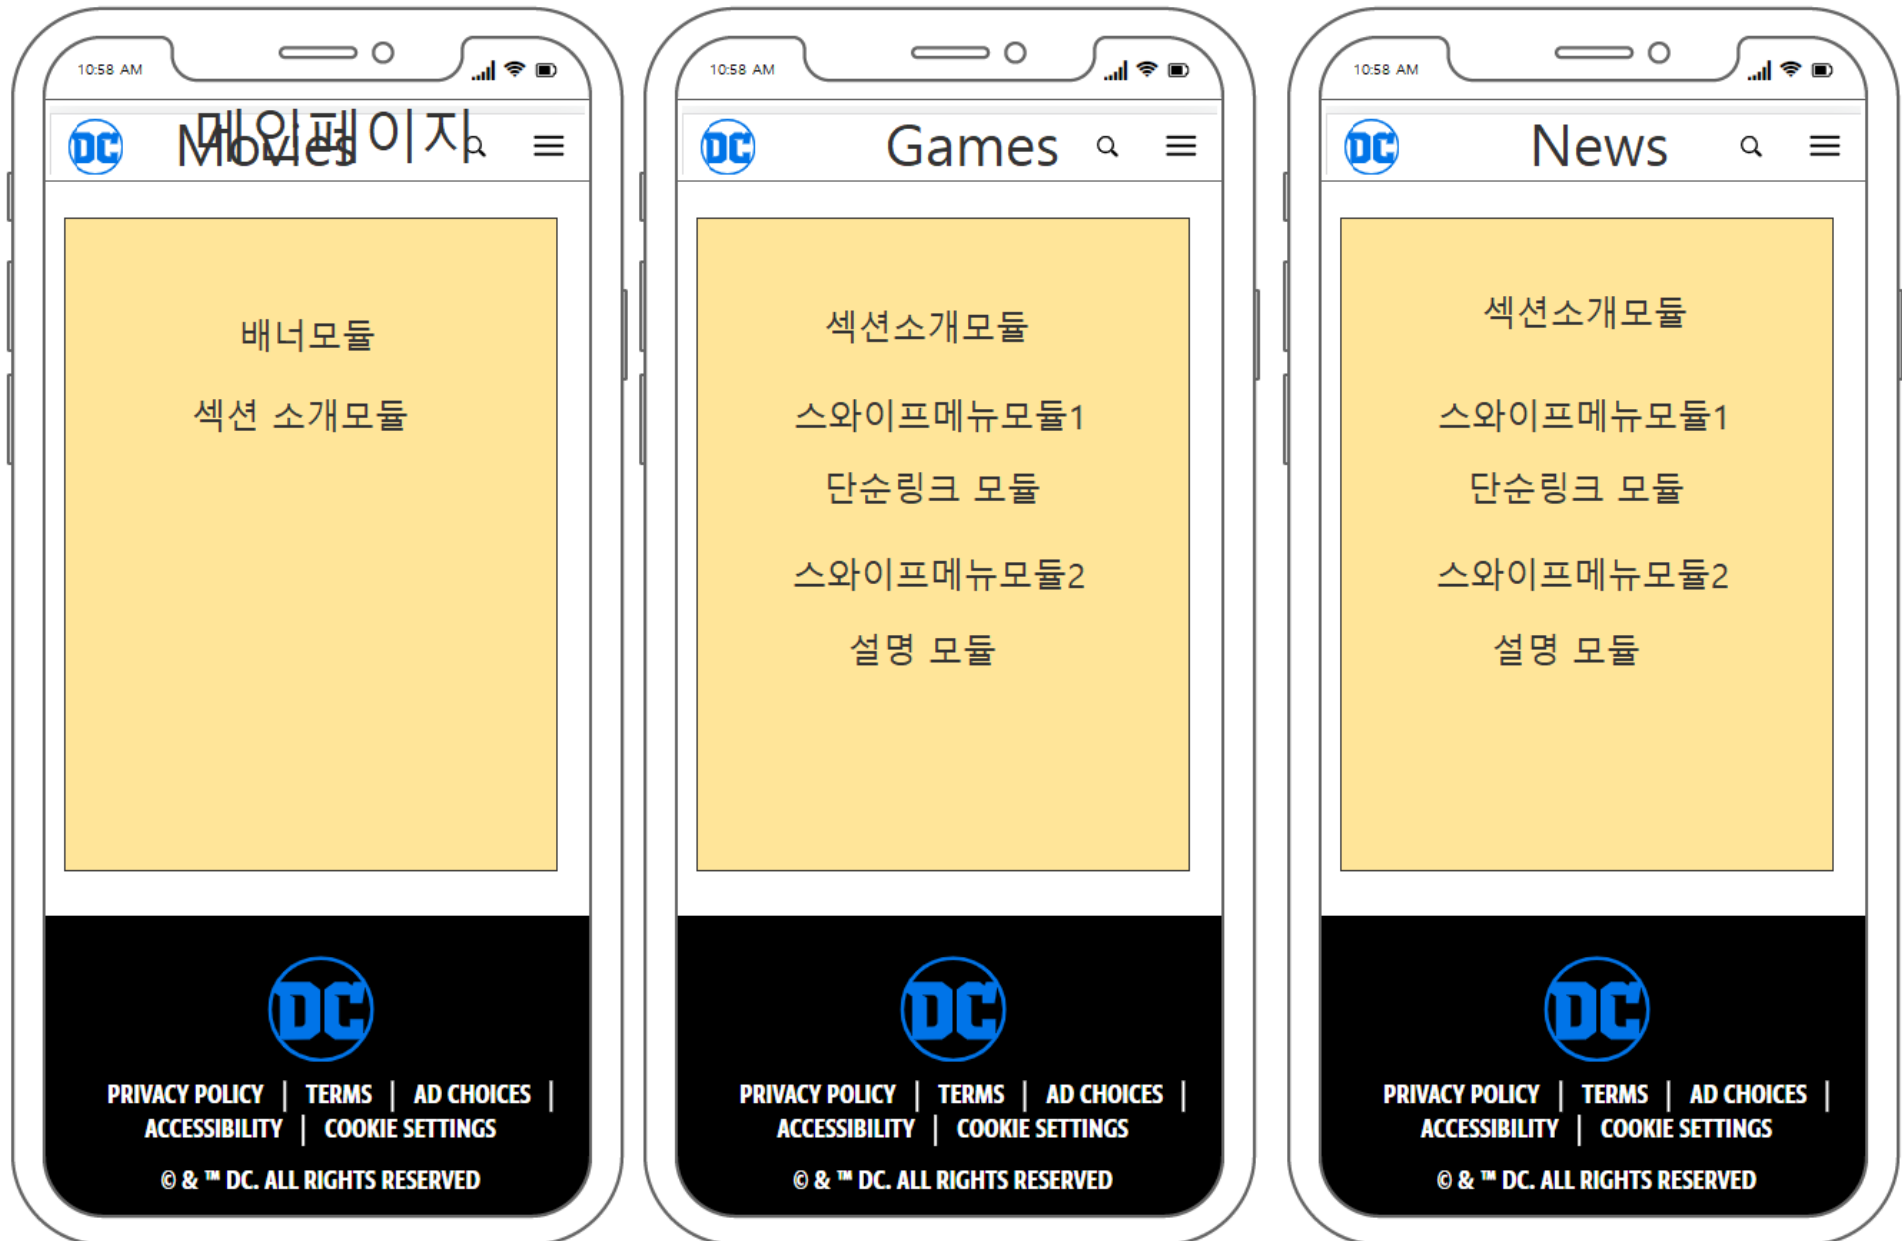 10:58 AM
DC
Movies
메인페이지
배너모듈
섹션 소개모듈
DC
PRIVACY POLICY | TERMS | AD CHOICES |
ACCESSIBILITY | COOKIE SETTINGS
© & ™ DC. ALL RIGHTS RESERVED
10:58 AM
DC
Games
섹션소개모듈
스와이프메뉴모듈1
단순링크 모듈
스와이프메뉴모듈2
설명 모듈
DC
PRIVACY POLICY | TERMS | AD CHOICES |
ACCESSIBILITY | COOKIE SETTINGS
© & ™ DC. ALL RIGHTS RESERVED
10:58 AM
DC
News
섹션소개모듈
스와이프메뉴모듈1
단순링크 모듈
스와이프메뉴모듈2
설명 모듈
DC
PRIVACY POLICY | TERMS | AD CHOICES |
ACCESSIBILITY | COOKIE SETTINGS
© & ™ DC. ALL RIGHTS RESERVED